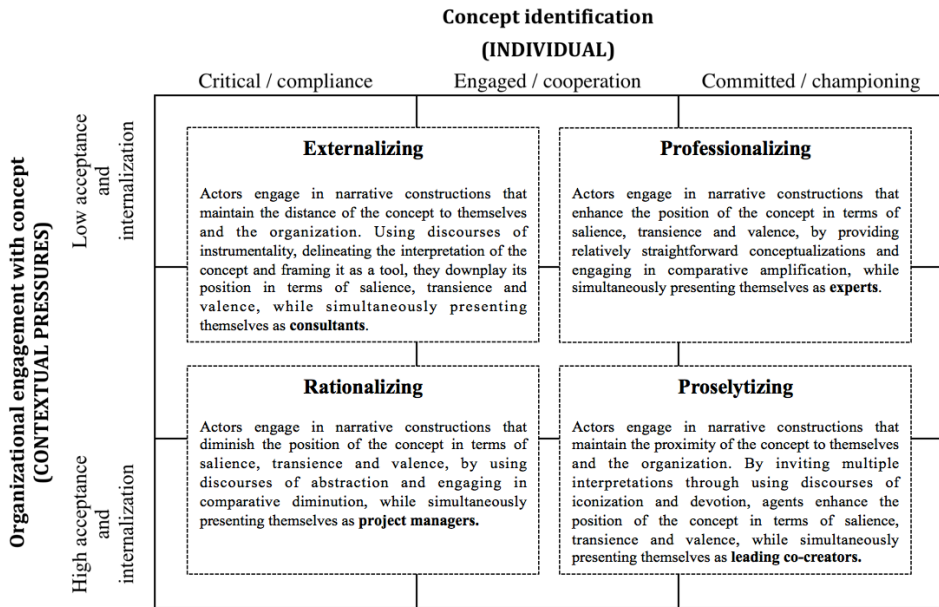 Concept identification
(INDIVIDUAL)
Critical / compliance
Engaged / cooperation
Committed / championing
Organizational engagement with concept
(CONTEXTUAL PRESSURES)
Low acceptance
and
internalization
Externalizing
Actors engage in narrative constructions that
maintain the distance of the concept to themselves
and the organization. Using discourses of
instrumentality, delineating the interpretation of the
concept and framing it as a tool, they downplay its
position in terms of salience, transience and
valence, while simultaneously presenting
themselves as consultants.
Professionalizing
Actors engage in narrative constructions that
enhance the position of the concept in terms of
salience, transience and valence, by providing
relatively straightforward conceptualizations and
engaging in comparative amplification, while
simultaneously presenting themselves as experts.
High acceptance
and
internalization
Rationalizing
Actors engage in narrative constructions that
diminish the position of the concept in terms of
salience, transience and valence, by using
discourses of abstraction and engaging in
comparative diminution, while simultaneously
presenting themselves as project managers.
Proselytizing
Actors engage in narrative constructions that
maintain the proximity of the concept to themselves
and the organization. By inviting multiple
interpretations through using discourses of
iconization and devotion, agents enhance the
position of the concept in terms of salience,
transience and valence, while simultaneously
presenting themselves as leading co-creators.